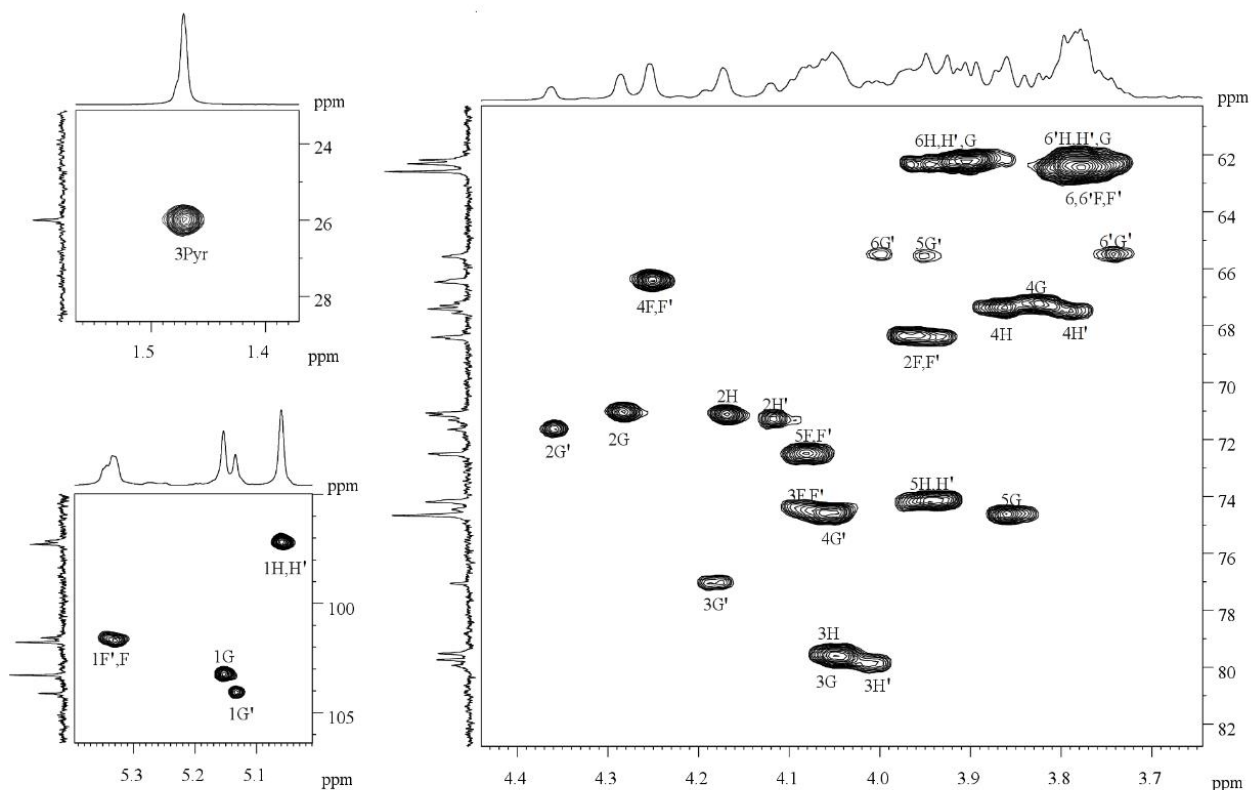 ppm
24
26
28
3Pyr
1.5
1.4
ppm
ppm
100
105
1H,H'
1F',F
1G
1G'
5.3
5.2
5.1
ppm
ppm
62
64
66
68
70
72
74
76
78
80
82
6H,H',G
6'H,H',G
6,6'F,F'
6G'
5G'
6'G'
4F,F'
4G
4H
4H'
2F,F'
2H
2H'
2G'
2G
5F,F'
3F,F'
4G'
5H,H'
5G
3G'
3H
3G
3H'
4.4
4.3
4.2
4.1
4.0
3.9
3.8
3.7
ppm